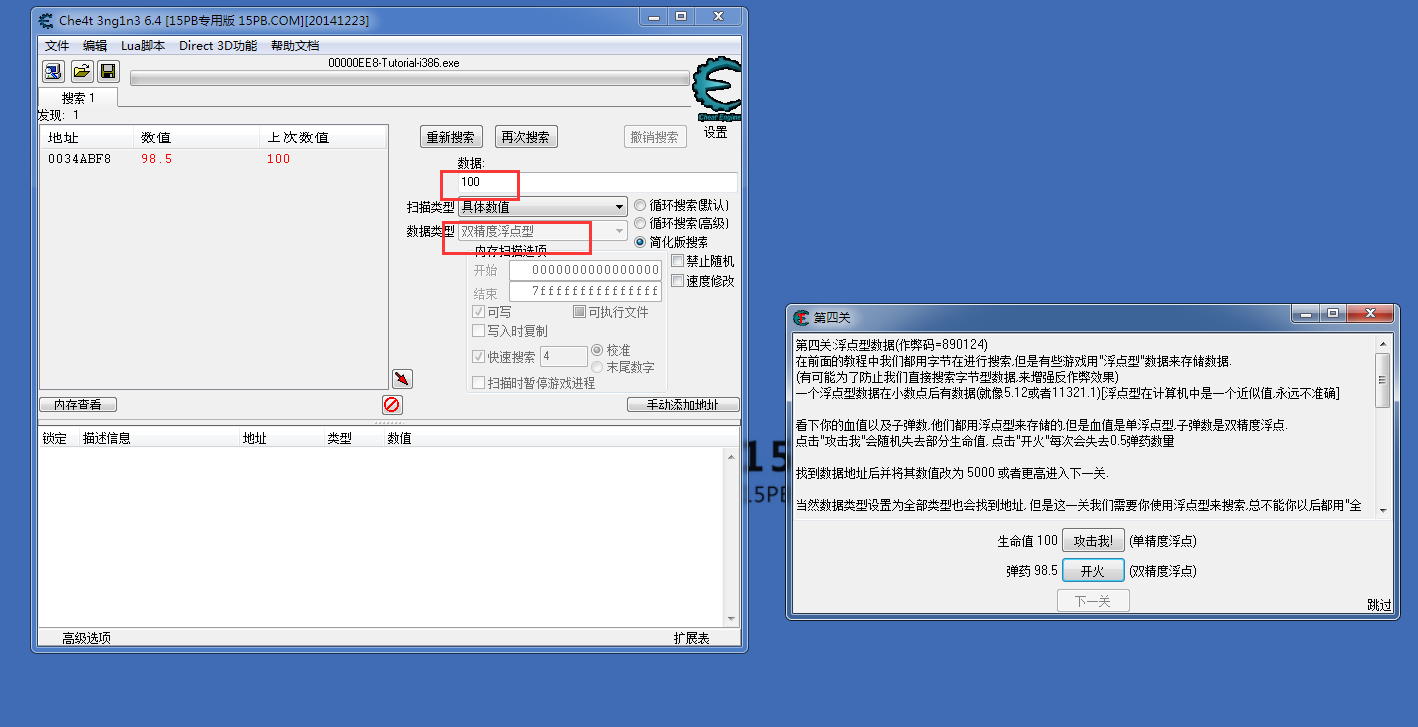 Che4t 3ng1n3 6.4 [15PB专用版 15PB.COM][20141223]
文件 编辑 Lua脚本 Direct 3D功能 帮助文档
00000EE8-Tutorial-i386.exe
Cheat Engine
设置
搜索 1
发现: 1
地址 数值 上次数值
0034ABF8 98.5 100
重新搜索 再次搜索 撤销搜索
数据:
100
扫描类型 具体数值
数据类型 双精度浮点型
循环搜索(默认)
循环搜索(高级)
简化版搜索
内存扫描选项
开始 0000000000000000
结束 7fffffffffffffff
可写 可执行文件
写入时复制
快速搜索 4 校准
末尾数字
扫描时暂停游戏进程
禁止随机
速度修改
内存查看 手动添加地址
锁定 描述信息 地址 类型 数值
高级选项 扩展表
15
15PB
第四关
第四关:浮点型数据(作弊码=890124)
在前面的教程中我们都用字节在进行搜索,但是有些游戏用"浮点型"数据来存储数据.
(有可能为了防止我们直接搜索字节型数据,来增强反作弊效果)
一个浮点型数据在小数点后有数据(就像5.12或者11321.1)[浮点型在计算机中是一个近似值,永远不准确]
看下你的血值以及子弹数,他们都用浮点型来存储的,但是血值是单浮点型,子弹数是双精度浮点.
点击"攻击我"会随机失去部分生命值, 点击"开火"每次会失去0.5弹药数量
找到数据地址后并将其数值改为 5000 或者更高进入下一关.
当然数据类型设置为全部类型也会找到地址, 但是这一关我们需要你使用浮点型来搜索,总不能你以后都用"全
生命值 100 攻击我! (单精度浮点)
弹药 98.5 开火 (双精度浮点)
下一关
跳过